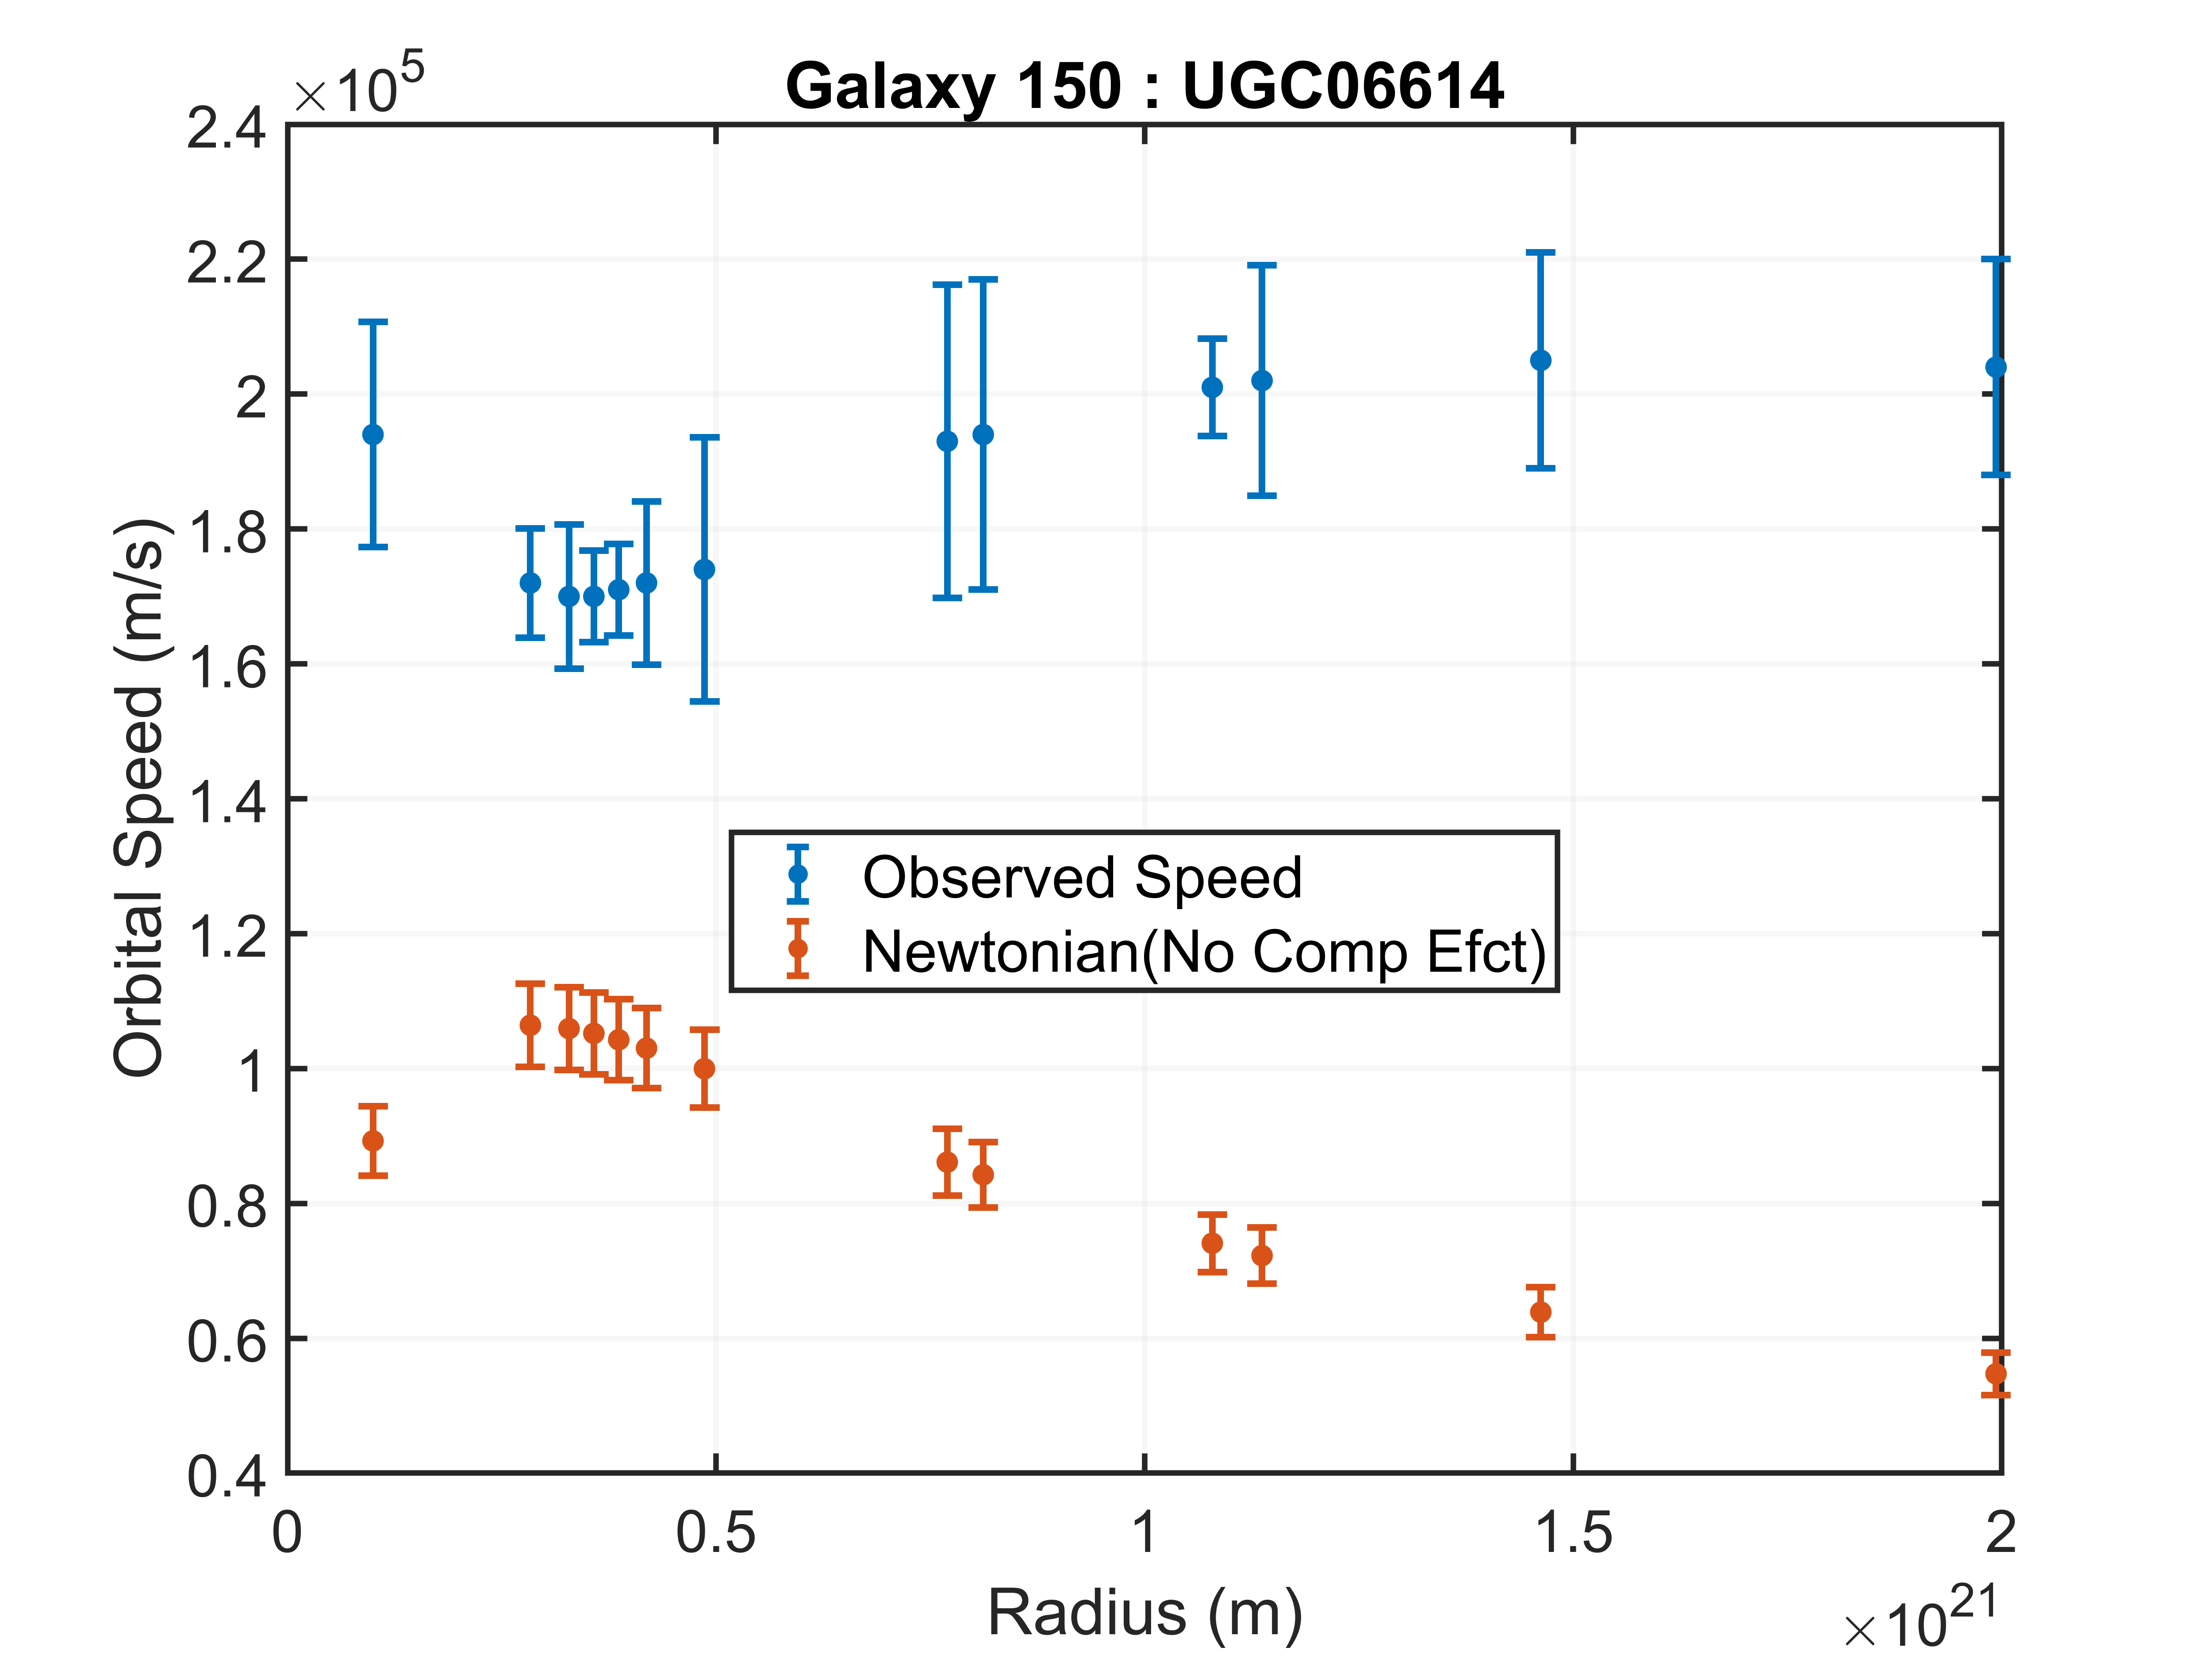 ×10^5
Galaxy 150 : UGC06614
2.4
2.2
2
1.8
1.6
1.4
1.2
1
0.8
0.6
0.4
Orbital Speed (m/s)
Observed Speed
Newtonian(No Comp Efct)
0 0.5 1 1.5 2
Radius (m)
×10^21